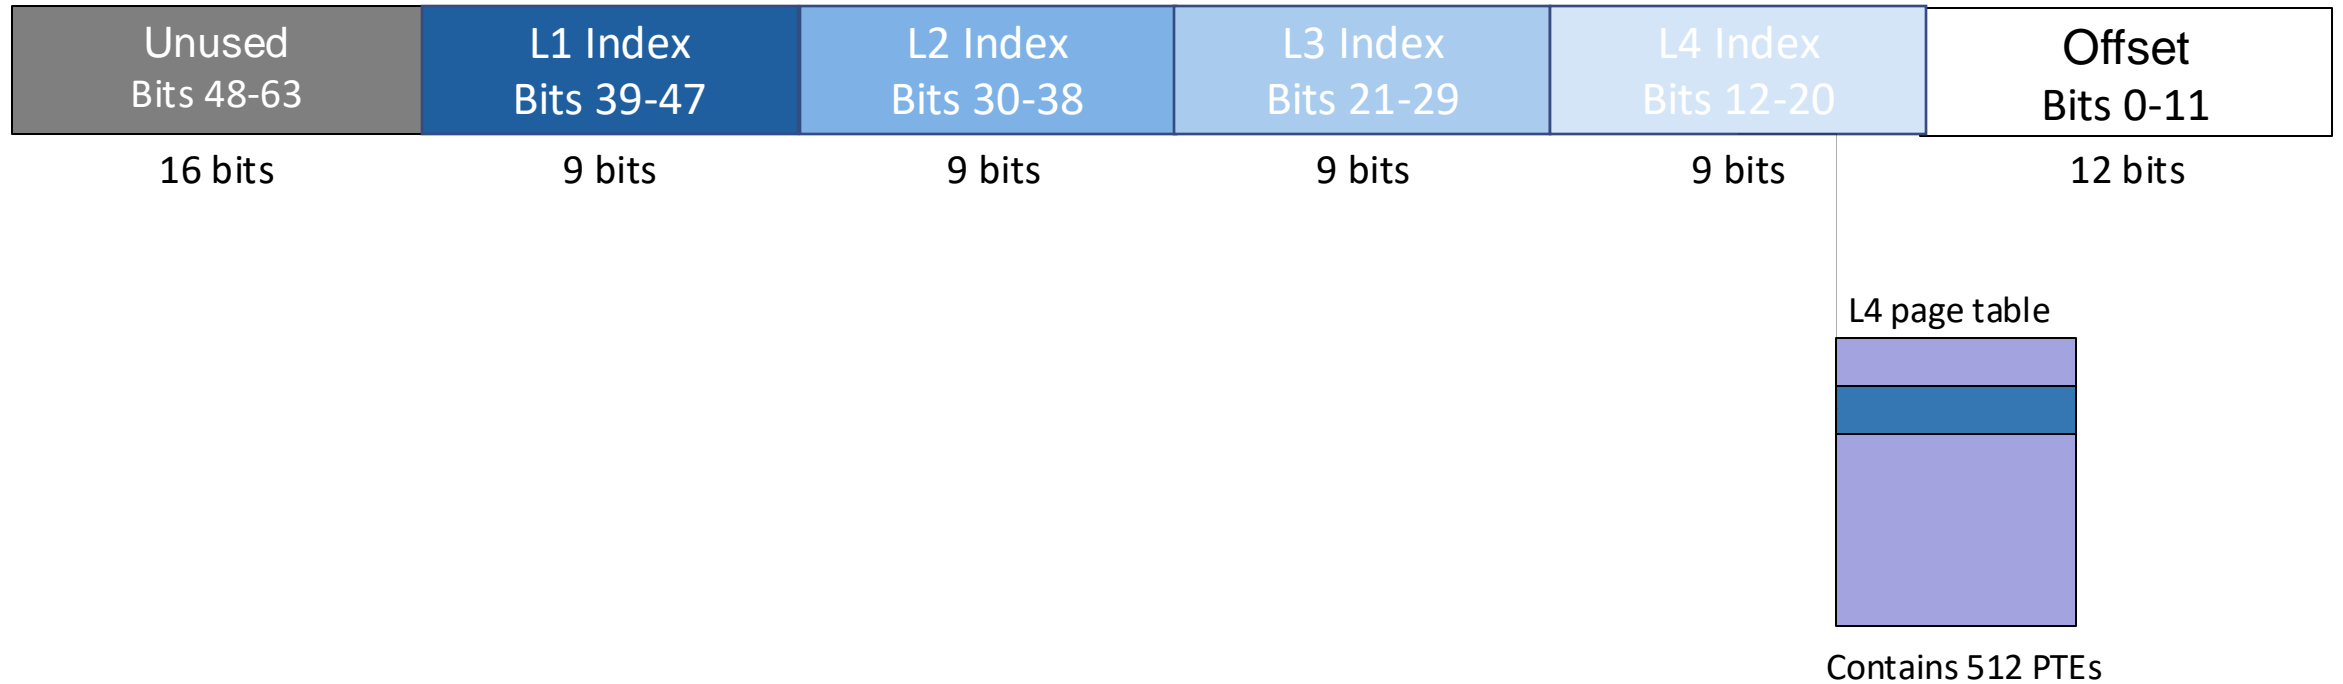 Unused
Bits 48-63
L1 Index
Bits 39-47
L2 Index
Bits 30-38
L3 Index
Bits 21-29
L4 Index
Bits 12-20
Offset
Bits 0-11
16 bits
9 bits
9 bits
9 bits
9 bits
12 bits
L4 page table
Contains 512 PTEs